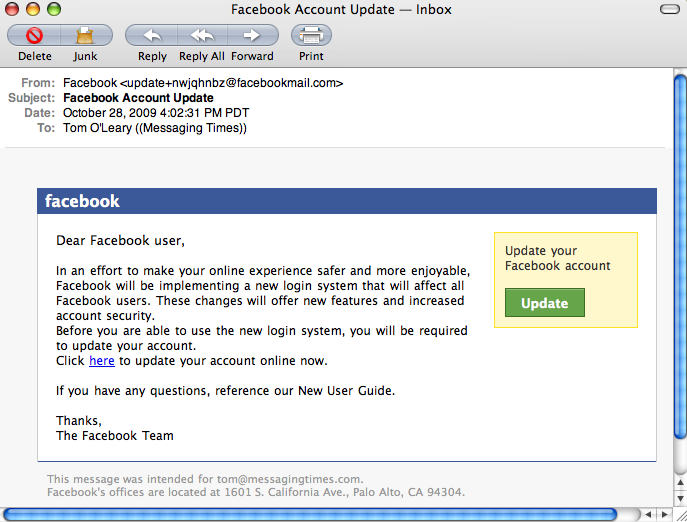 Facebook Account Update — Inbox
Delete Junk Reply Reply All Forward Print
From: Facebook <update+nwjqhnbz@facebookmail.com>
Subject: Facebook Account Update
Date: October 28, 2009 4:02:31 PM PDT
To: Tom O'Leary ((Messaging Times))
facebook
Dear Facebook user,
In an effort to make your online experience safer and more enjoyable,
Facebook will be implementing a new login system that will affect all
Facebook users. These changes will offer new features and increased
account security.
Before you are able to use the new login system, you will be required
to update your account.
Click here to update your account online now.
If you have any questions, reference our New User Guide.
Thanks,
The Facebook Team
Update your
Facebook account
Update
This message was intended for tom@messagingtimes.com.
Facebook's offices are located at 1601 S. California Ave., Palo Alto, CA 94304.